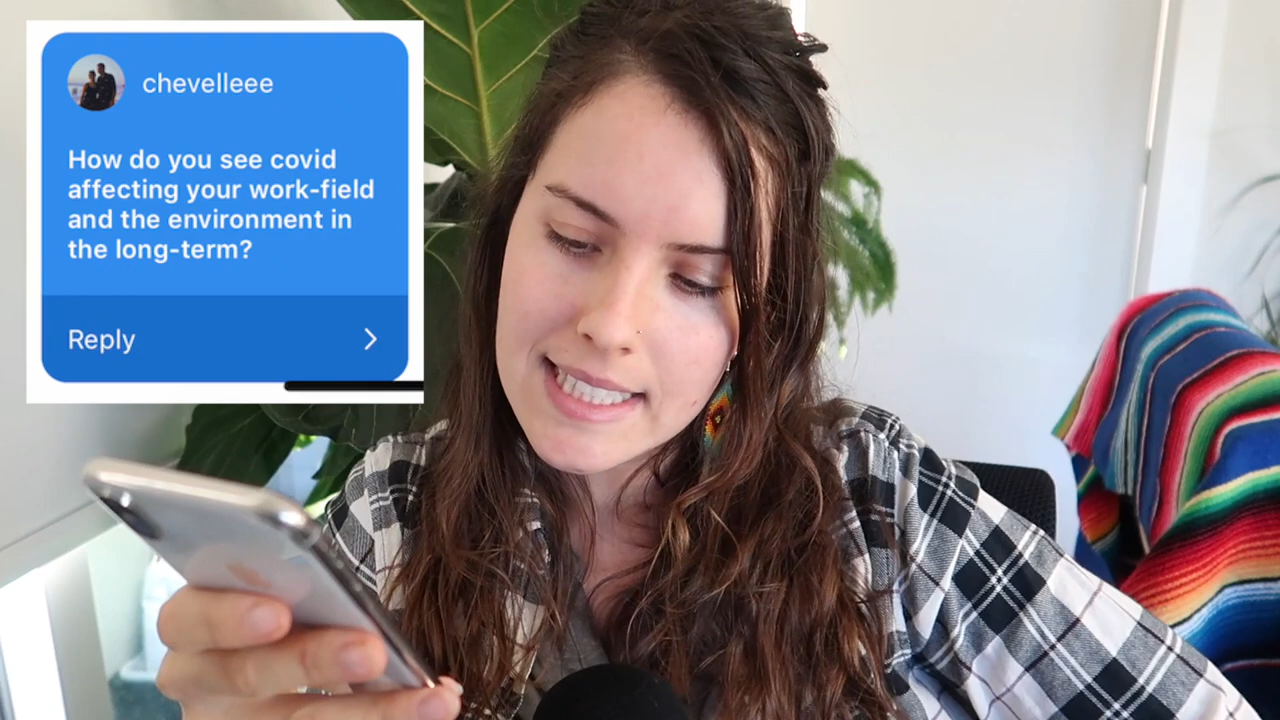 chevelleee
How do you see covid
affecting your work-field
and the environment in
the long-term?
Reply